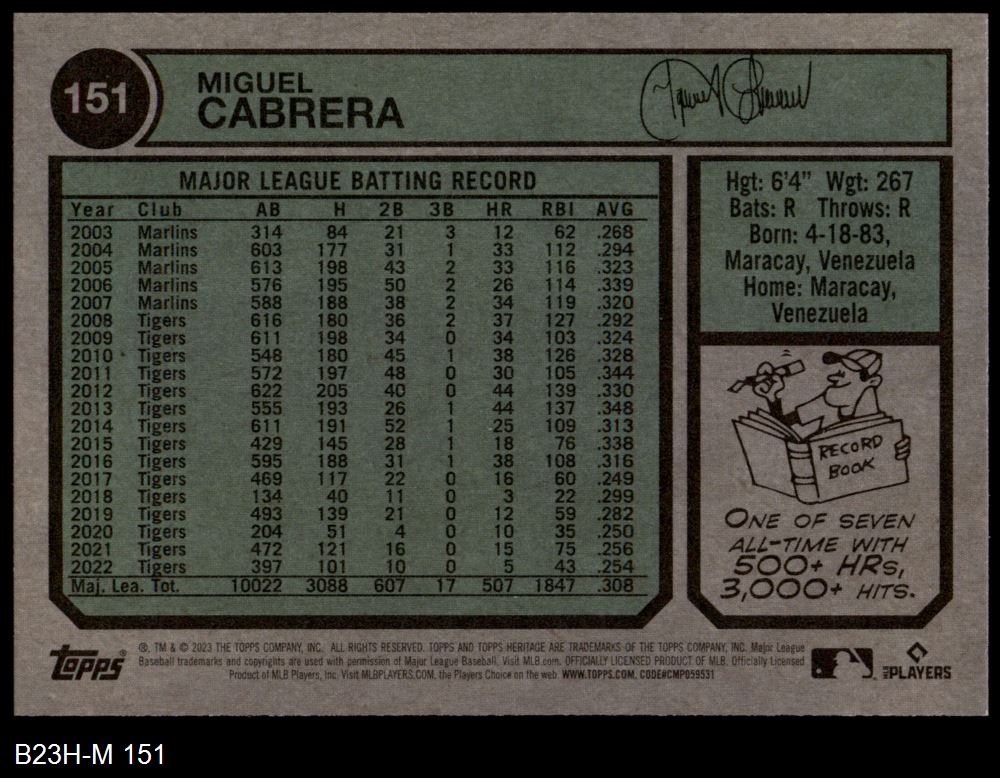 151
MIGUEL
CABRERA
MAJOR LEAGUE BATTING RECORD
Year Club AB H 2B 3B HR RBI AVG
2003 Marlins 314 84 21 3 12 62 .268
2004 Marlins 603 177 31 1 33 112 .294
2005 Marlins 613 198 43 2 33 116 .323
2006 Marlins 576 195 50 2 26 114 .339
2007 Marlins 588 188 38 2 34 119 .320
2008 Tigers 616 180 36 2 37 127 .292
2009 Tigers 611 198 34 0 34 103 .324
2010 Tigers 548 180 45 1 38 126 .328
2011 Tigers 572 197 48 0 30 105 .344
2012 Tigers 622 205 40 0 44 139 .330
2013 Tigers 555 193 26 1 44 137 .348
2014 Tigers 611 191 52 1 25 109 .313
2015 Tigers 429 145 28 1 18 76 .338
2016 Tigers 595 188 31 1 38 108 .316
2017 Tigers 469 117 22 0 16 60 .249
2018 Tigers 134 40 11 0 3 22 .299
2019 Tigers 493 139 21 0 12 59 .282
2020 Tigers 204 51 4 0 10 35 .250
2021 Tigers 472 121 16 0 15 75 .256
2022 Tigers 397 101 10 0 5 43 .254
Maj. Lea. Tot. 10022 3088 607 17 507 1847 .308
Hgt: 6'4" Wgt: 267
Bats: R Throws: R
Born: 4-18-83,
Maracay, Venezuela
Home: Maracay,
Venezuela
RECORD
BOOK
ONE OF SEVEN
ALL-TIME WITH
500+ HRs,
3,000+ HITS.
Topps®
®, TM & © 2023 THE TOPPS COMPANY, INC. ALL RIGHTS RESERVED. TOPPS AND TOPPS HERITAGE ARE TRADEMARKS OF THE TOPPS COMPANY, INC. Major League
Baseball trademarks and copyrights are used with permission of Major League Baseball. Visit MLB.com. OFFICIALLY LICENSED PRODUCT OF MLB. Officially Licensed
Product of MLB Players, Inc. Visit MLBPLAYERS.COM, the Players Choice on the web. WWW.TOPPS.COM. CODE#CMP059531
MLB PLAYERS
B23H-M 151